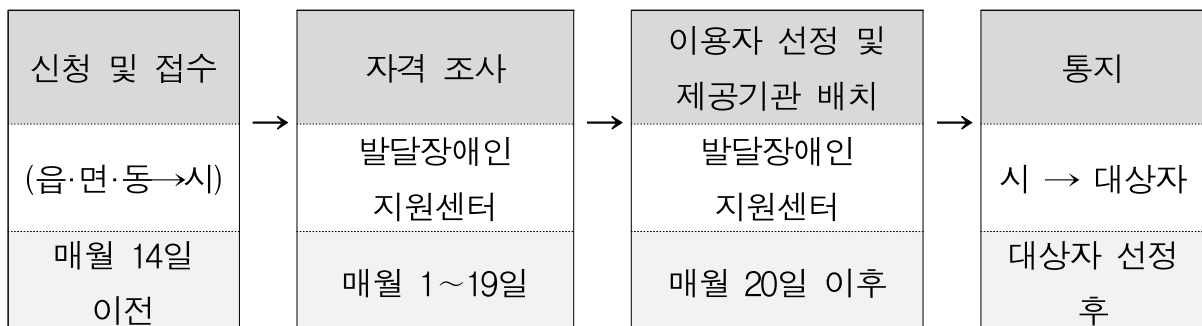 신청 및 접수
(읍·면·동→시)
매월 14일
이전
→
자격 조사
발달장애인
지원센터
매월 1～19일
→
이용자 선정 및
제공기관 배치
발달장애인
지원센터
매월 20일 이후
→
통지
시 → 대상자
대상자 선정
후